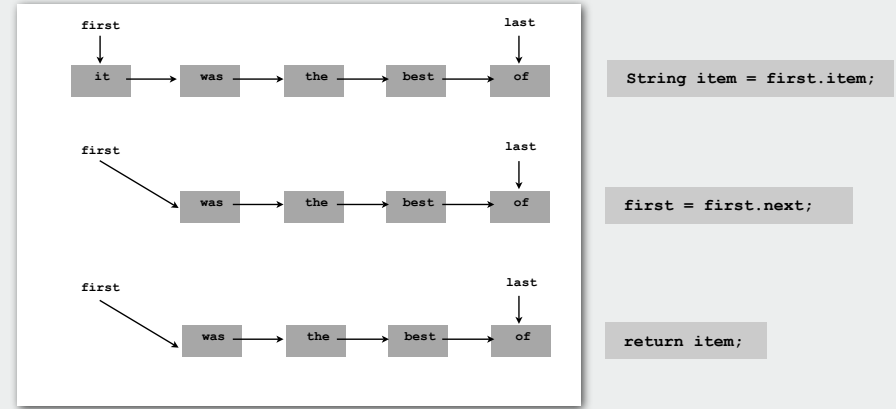 first last
it was the best of String item = first.item;
first last
was the best of first = first.next;
first last
was the best of return item;